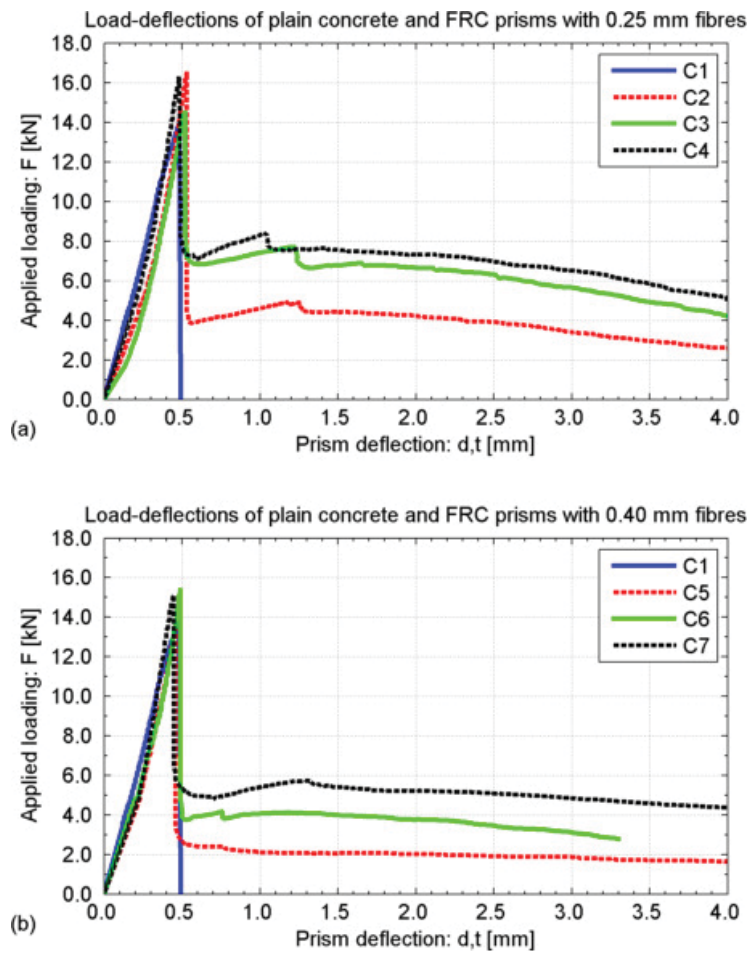 Load-deflections of plain concrete and FRC prisms with 0.25 mm fibres
18.0
16.0
14.0
12.0
10.0
8.0
6.0
4.0
2.0
0.0
Applied loading: F [kN]
C1
C2
C3
C4
0.0 0.5 1.0 1.5 2.0 2.5 3.0 3.5 4.0
(a)
Prism deflection: d,t [mm]
Load-deflections of plain concrete and FRC prisms with 0.40 mm fibres
18.0
16.0
14.0
12.0
10.0
8.0
6.0
4.0
2.0
0.0
Applied loading: F [kN]
C1
C5
C6
C7
0.0 0.5 1.0 1.5 2.0 2.5 3.0 3.5 4.0
(b)
Prism deflection: d,t [mm]